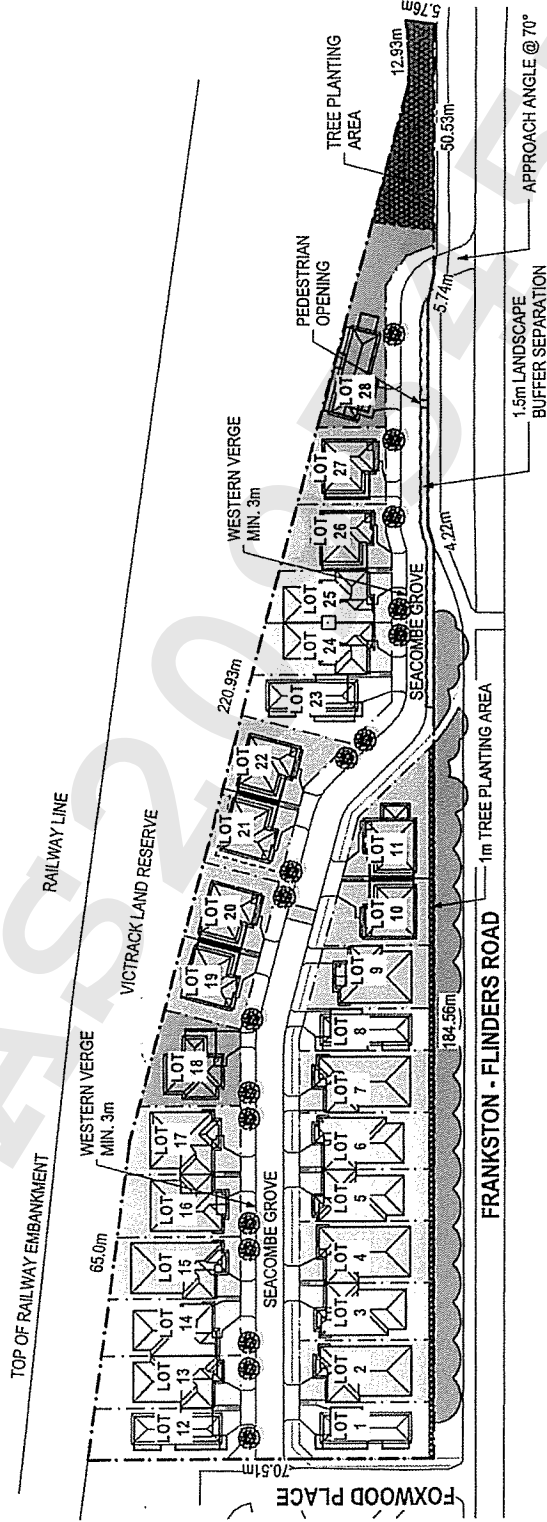 TOP OF RAILWAY EMBANKMENT
RAILWAY LINE
VICTRACK LAND RESERVE
65.0m
220.93m
WESTERN VERGE
MIN. 3m
WESTERN VERGE
MIN. 3m
PEDESTRIAN
OPENING
TREE PLANTING
AREA
12.93m
5.76m
LOT
12
LOT
13
LOT
14
LOT
15
LOT
16
LOT
17
LOT
18
LOT
19
LOT
20
LOT
21
LOT
22
LOT
23
LOT
24
LOT
25
LOT
26
LOT
27
LOT
28
SEACOMBE GROVE
SEACOMBE GROVE
70.51m
FOXWOOD PLACE
LOT
1
LOT
2
LOT
3
LOT
4
LOT
5
LOT
6
LOT
7
LOT
8
LOT
9
LOT
10
LOT
11
184.56m
4.22m
5.74m
50.53m
1m TREE PLANTING AREA
1.5m LANDSCAPE
BUFFER SEPARATION
APPROACH ANGLE @ 70°
FRANKSTON - FLINDERS ROAD